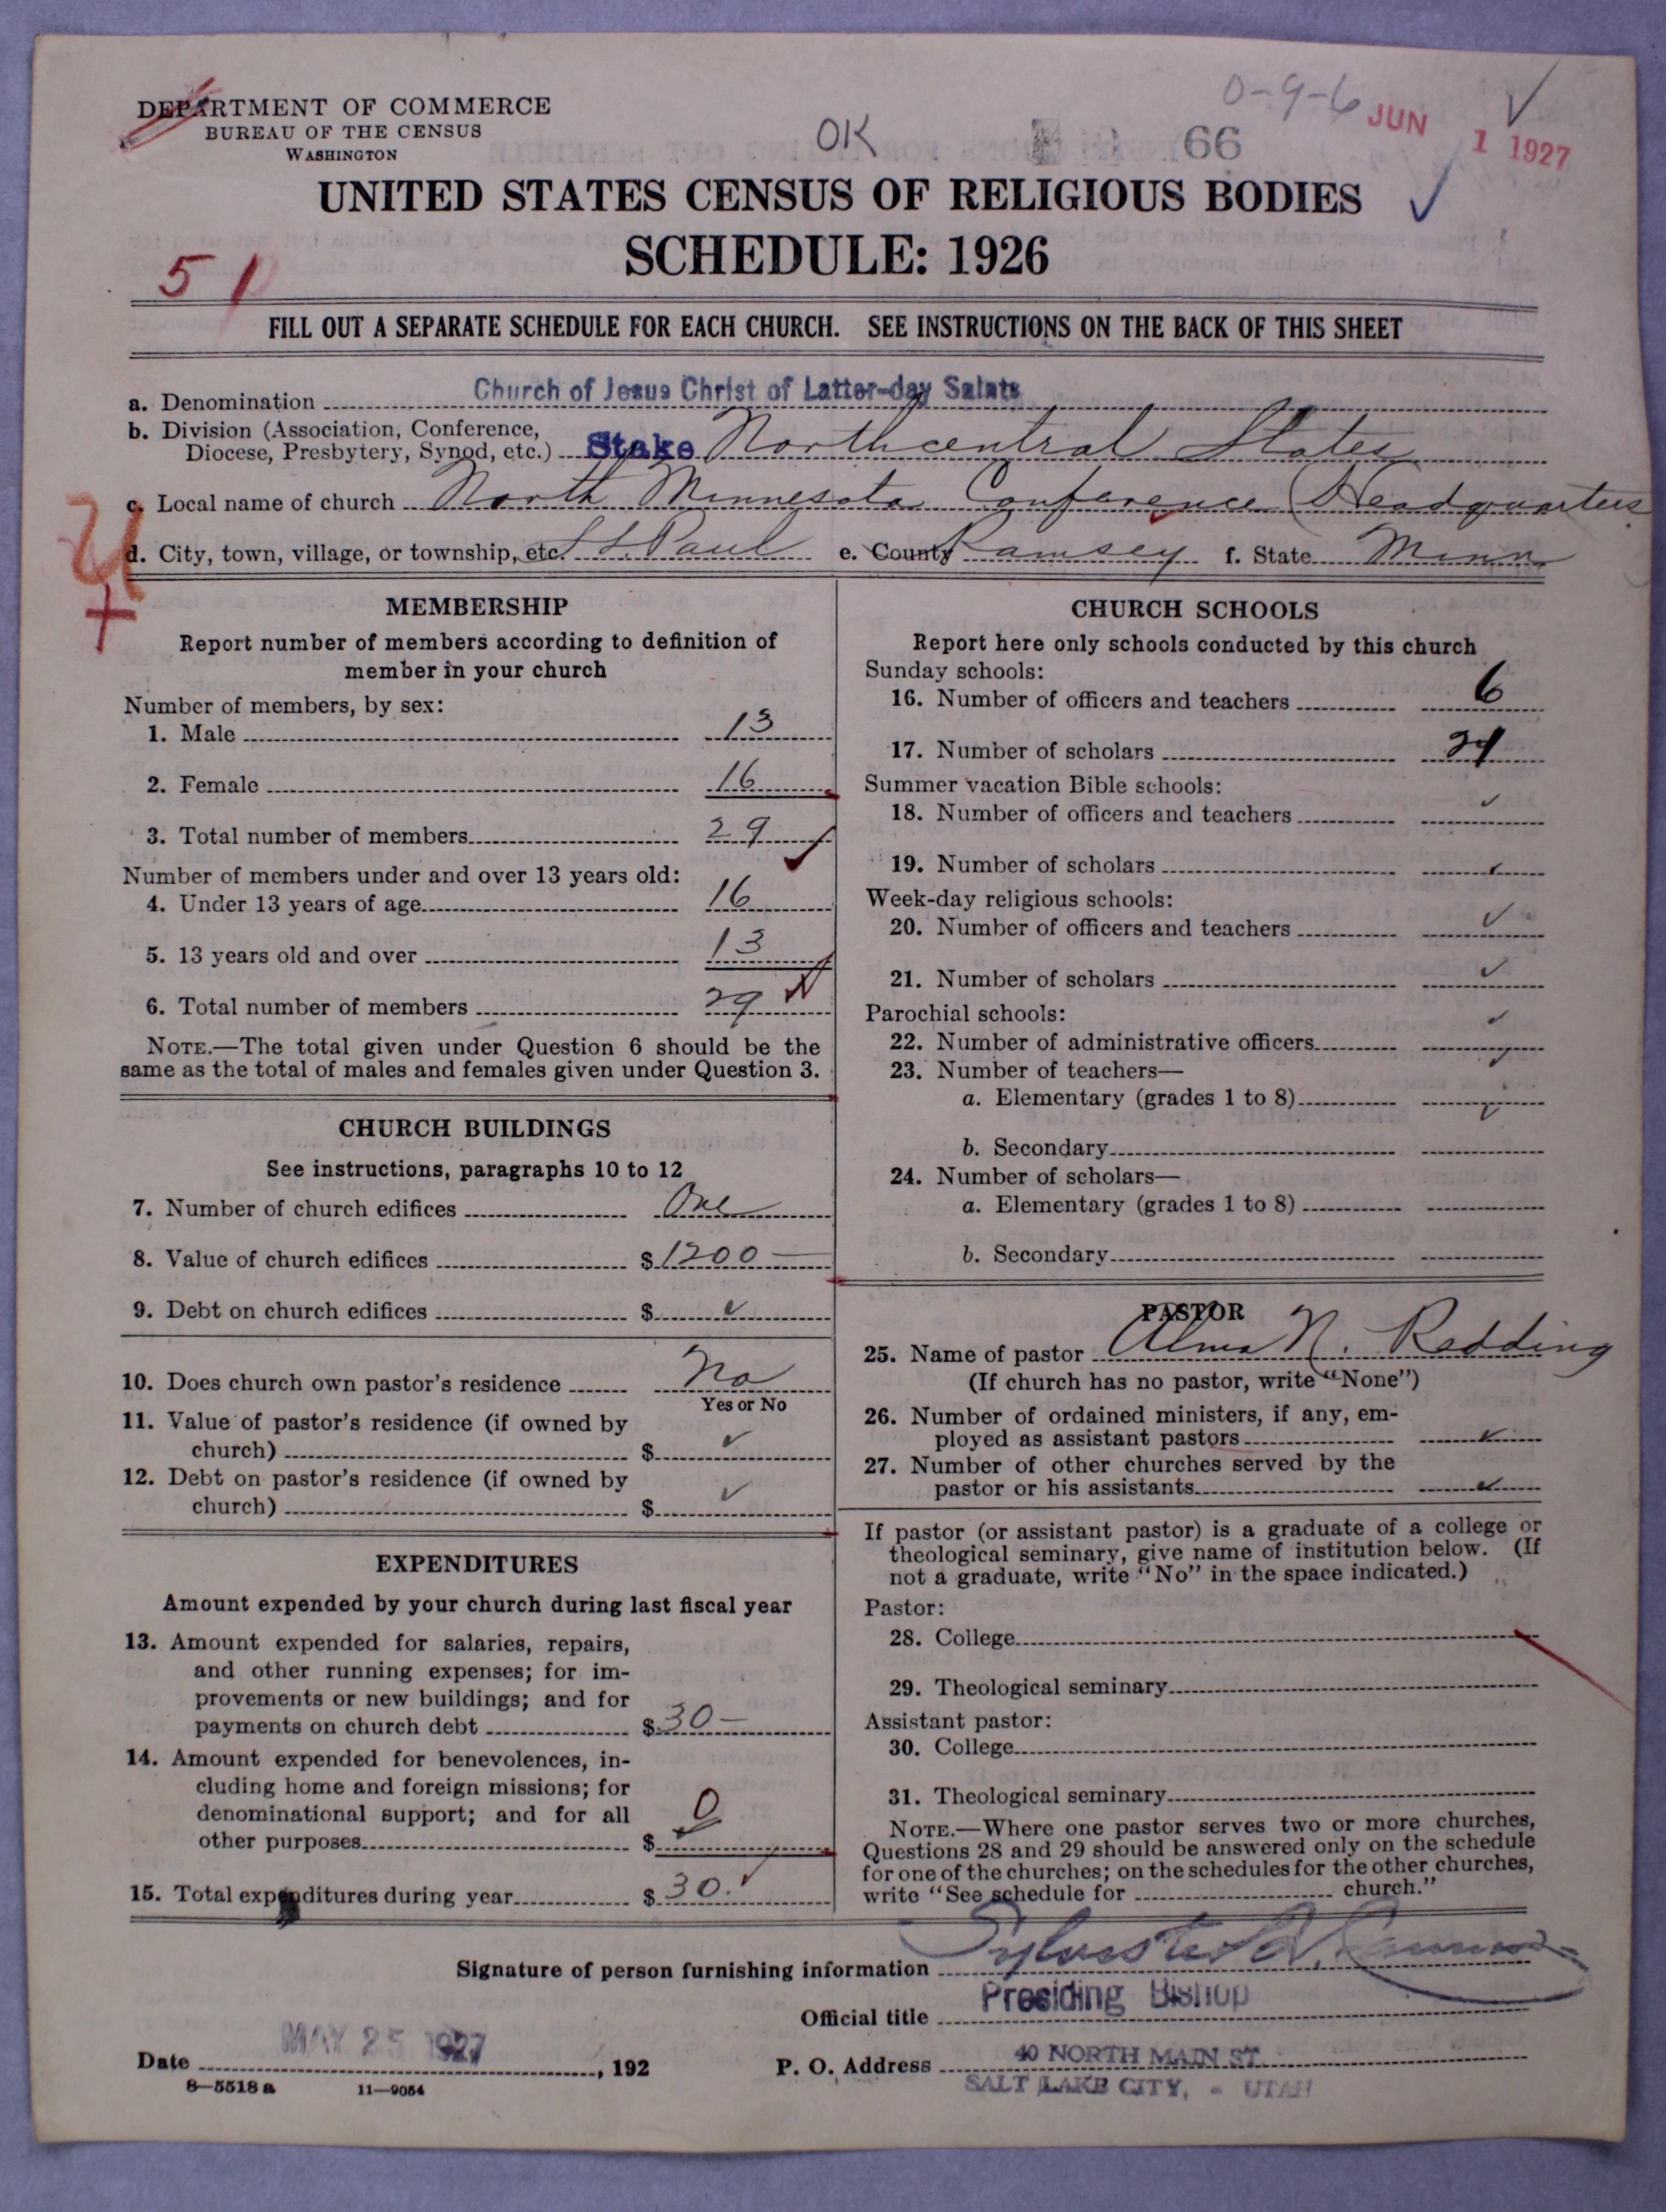 DEPARTMENT OF COMMERCE
BUREAU OF THE CENSUS
WASHINGTON
OK
66
0-9-6
JUN 1 1927
UNITED STATES CENSUS OF RELIGIOUS BODIES
SCHEDULE: 1926
51
FILL OUT A SEPARATE SCHEDULE FOR EACH CHURCH. SEE INSTRUCTIONS ON THE BACK OF THIS SHEET
a. Denomination Church of Jesus Christ of Latter-day Saints
b. Division (Association, Conference,
Diocese, Presbytery, Synod, etc.) Stake Northcentral States
c. Local name of church North Minnesota Conference (Headquarters
d. City, town, village, or township, etc. St. Paul e. County Ramsey f. State Minn
MEMBERSHIP
Report number of members according to definition of
member in your church
Number of members, by sex:
1. Male 13
2. Female 16
3. Total number of members 29
Number of members under and over 13 years old:
4. Under 13 years of age 16
5. 13 years old and over 13
6. Total number of members 29
NOTE.—The total given under Question 6 should be the
same as the total of males and females given under Question 3.
CHURCH BUILDINGS
See instructions, paragraphs 10 to 12
7. Number of church edifices One
8. Value of church edifices $1200—
9. Debt on church edifices $ ✓
10. Does church own pastor's residence No
Yes or No
11. Value of pastor's residence (if owned by
church) $ ✓
12. Debt on pastor's residence (if owned by
church) $ ✓
EXPENDITURES
Amount expended by your church during last fiscal year
13. Amount expended for salaries, repairs,
and other running expenses; for im-
provements or new buildings; and for
payments on church debt $30—
14. Amount expended for benevolences, in-
cluding home and foreign missions; for
denominational support; and for all
other purposes $ 0
15. Total expenditures during year $30.
CHURCH SCHOOLS
Report here only schools conducted by this church
Sunday schools:
16. Number of officers and teachers 6
17. Number of scholars
Summer vacation Bible schools:
18. Number of officers and teachers ✓
19. Number of scholars ✓
Week-day religious schools:
20. Number of officers and teachers ✓
21. Number of scholars ✓
Parochial schools:
22. Number of administrative officers ✓
23. Number of teachers—
a. Elementary (grades 1 to 8) ✓
b. Secondary ✓
24. Number of scholars—
a. Elementary (grades 1 to 8)
b. Secondary
PASTOR
25. Name of pastor Alma N. Redding
(If church has no pastor, write "None")
26. Number of ordained ministers, if any, em-
ployed as assistant pastors ✓
27. Number of other churches served by the
pastor or his assistants ✓
If pastor (or assistant pastor) is a graduate of a college or
theological seminary, give name of institution below. (If
not a graduate, write "No" in the space indicated.)
Pastor:
28. College
29. Theological seminary
Assistant pastor:
30. College
31. Theological seminary
NOTE.—Where one pastor serves two or more churches,
Questions 28 and 29 should be answered only on the schedule
for one of the churches; on the schedules for the other churches,
write "See schedule for church."
Signature of person furnishing information Sylvester Q. Cannon
Official title Presiding Bishop
Date MAY 25 1927, 192
P. O. Address 40 NORTH MAIN ST.
SALT LAKE CITY, - UTAH
8—5518 a 11—9054